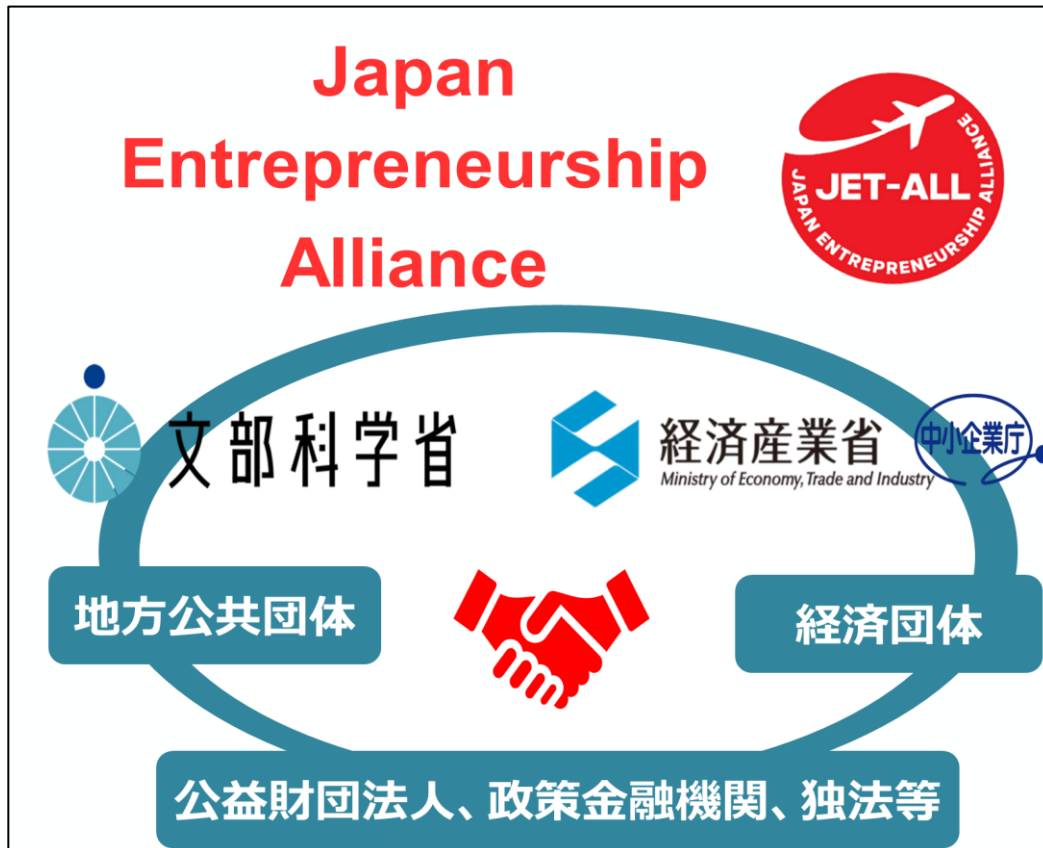 Japan
Entrepreneurship
Alliance
JET-ALL
JAPAN ENTREPRENEURSHIP ALLIANCE
文部科学省
経済産業省
Ministry of Economy, Trade and Industry
中小企業庁
地方公共団体
経済団体
公益財団法人、政策金融機関、独法等